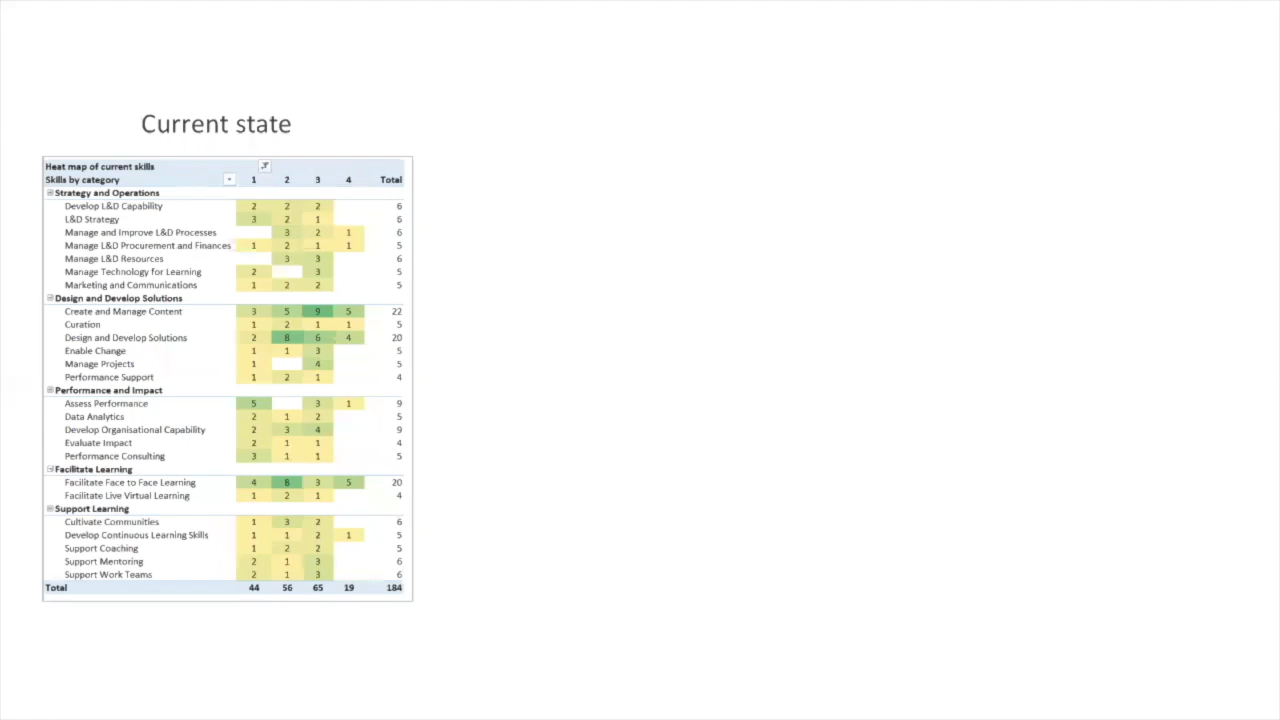 Current state
Heat map of current skills
Skills by category 1 2 3 4 Total
Strategy and Operations
Develop L&D Capability 2 2 2 6
L&D Strategy 3 2 1 6
Manage and Improve L&D Processes 3 2 1 6
Manage L&D Procurement and Finances 1 2 1 1 5
Manage L&D Resources 3 3 6
Manage Technology for Learning 2 3 5
Marketing and Communications 1 2 2 5
Design and Develop Solutions
Create and Manage Content 3 5 9 5 22
Curation 1 2 1 1 5
Design and Develop Solutions 2 8 6 4 20
Enable Change 1 1 3 5
Manage Projects 1 4 5
Performance Support 1 2 1 4
Performance and Impact
Assess Performance 5 3 1 9
Data Analytics 2 1 2 5
Develop Organisational Capability 2 3 4 9
Evaluate Impact 2 1 1 4
Performance Consulting 3 1 1 5
Facilitate Learning
Facilitate Face to Face Learning 4 8 3 5 20
Facilitate Live Virtual Learning 1 2 1 4
Support Learning
Cultivate Communities 1 3 2 6
Develop Continuous Learning Skills 1 1 2 1 5
Support Coaching 1 2 2 5
Support Mentoring 2 1 3 6
Support Work Teams 2 1 3 6
Total 44 56 65 19 184